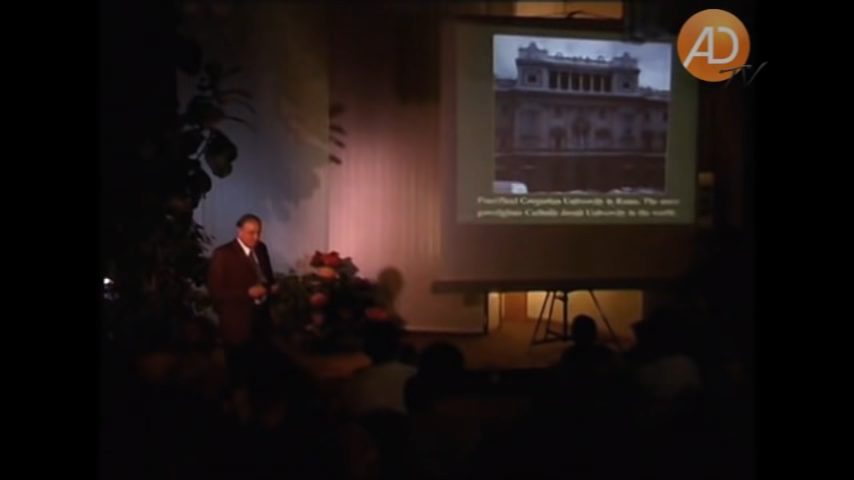 AD
TV
Pontifical Gregorian University in Rome. The most
prestigious Catholic Jesuit University in the world.